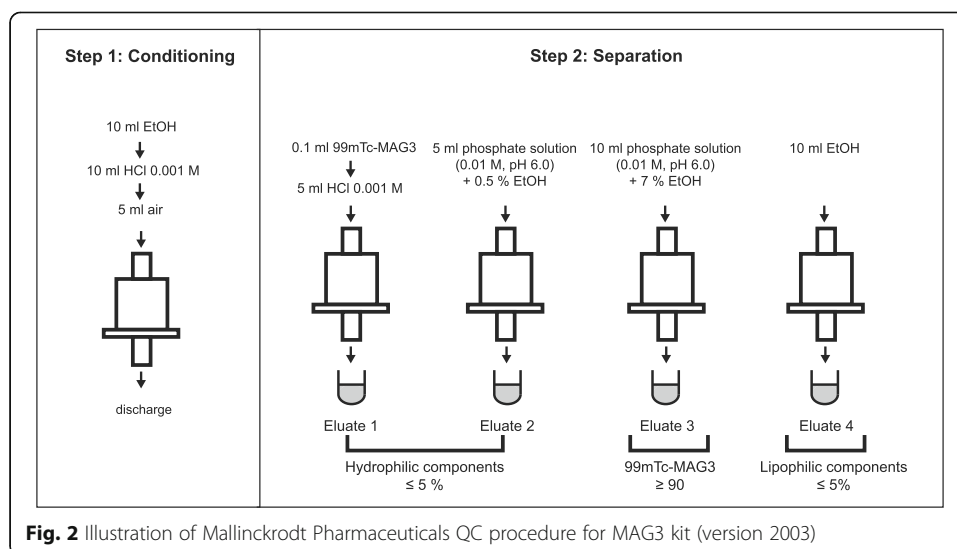 Step 1: Conditioning
10 ml EtOH
10 ml HCl 0.001 M
5 ml air
discharge
Step 2: Separation
0.1 ml 99mTc-MAG3
5 ml HCl 0.001 M
Eluate 1
5 ml phosphate solution
(0.01 M, pH 6.0)
+ 0.5 % EtOH
Eluate 2
Hydrophilic components
≤ 5 %
10 ml phosphate solution
(0.01 M, pH 6.0)
+ 7 % EtOH
Eluate 3
99mTc-MAG3
≥ 90
10 ml EtOH
Eluate 4
Lipophilic components
≤ 5%
Fig. 2 Illustration of Mallinckrodt Pharmaceuticals QC procedure for MAG3 kit (version 2003)